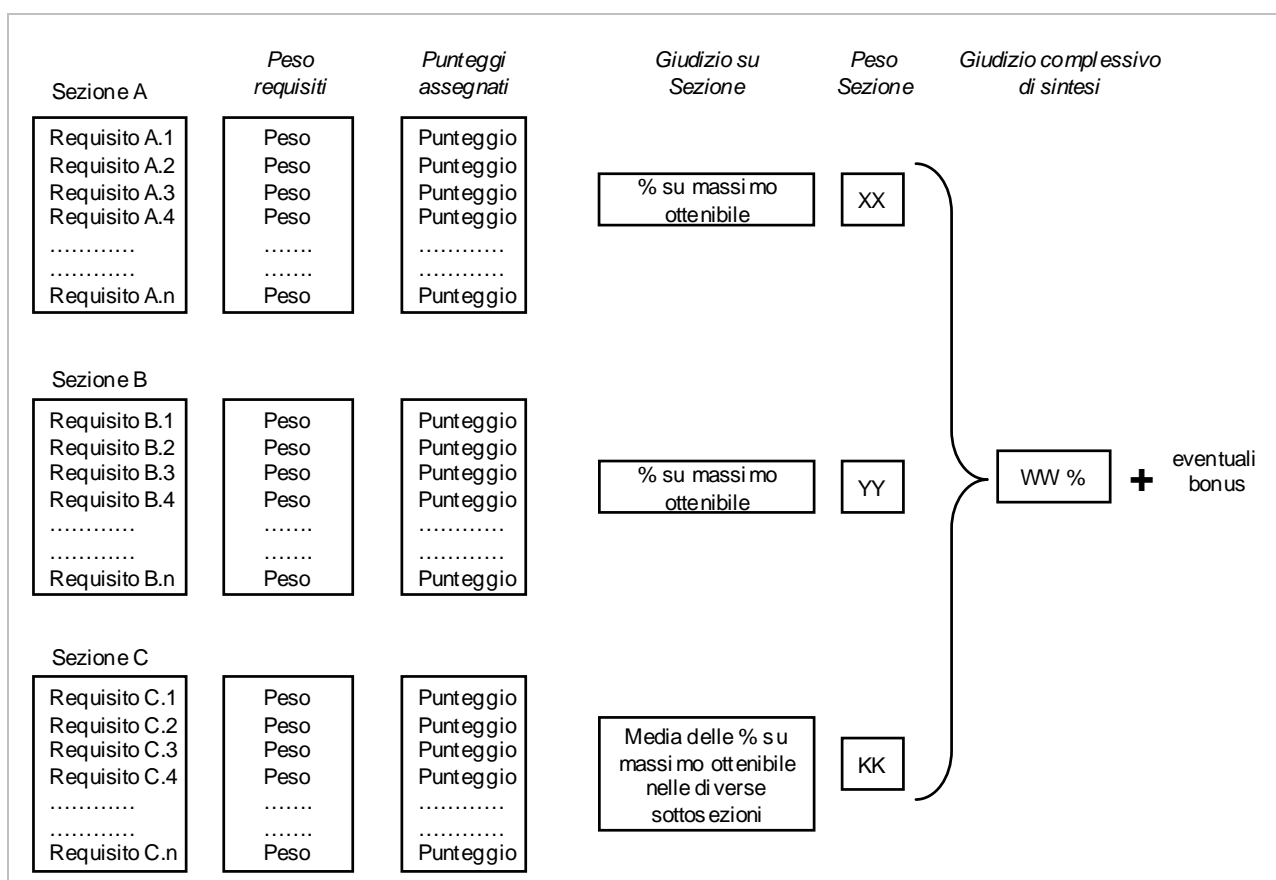 Peso requisiti
Punteggi assegnati
Giudizio su Sezione
Peso Sezione
Giudizio complessivo di sintesi
Sezione A
Requisito A.1 Peso Punteggio
Requisito A.2 Peso Punteggio
Requisito A.3 Peso Punteggio
Requisito A.4 Peso Punteggio
………… ……. …………
………… ……. …………
Requisito A.n Peso Punteggio
% su massimo
ottenibile
XX
Sezione B
Requisito B.1 Peso Punteggio
Requisito B.2 Peso Punteggio
Requisito B.3 Peso Punteggio
Requisito B.4 Peso Punteggio
………… ……. …………
………… ……. …………
Requisito B.n Peso Punteggio
% su massimo
ottenibile
YY
WW %
+
eventuali
bonus
Sezione C
Requisito C.1 Peso Punteggio
Requisito C.2 Peso Punteggio
Requisito C.3 Peso Punteggio
Requisito C.4 Peso Punteggio
………… ……. …………
………… ……. …………
Requisito C.n Peso Punteggio
Media delle % su
massimo ottenibile
nelle diverse
sottosezioni
KK